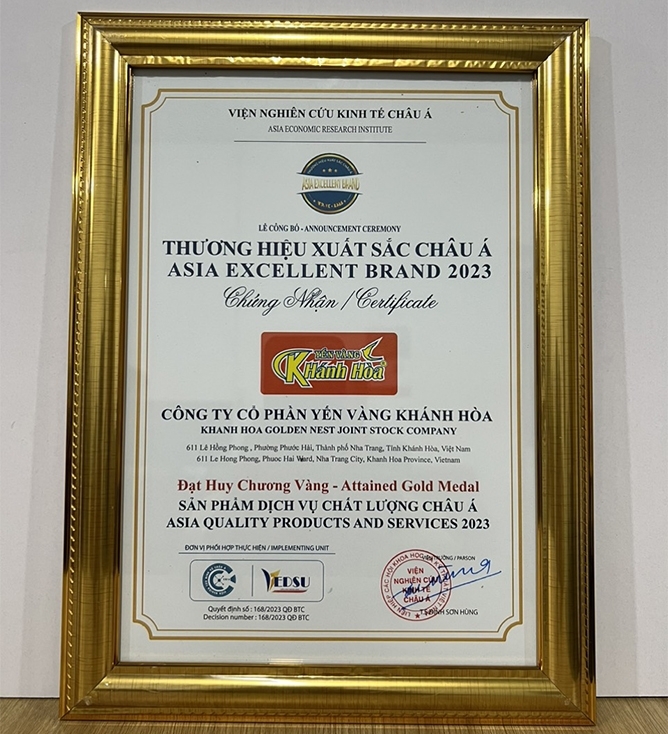 VIỆN NGHIÊN CỨU KINH TẾ CHÂU Á
ASIA ECONOMIC RESEARCH INSTITUTE
ASIA EXCELLENT BRAND
LỄ CÔNG BỐ - ANNOUNCEMENT CEREMONY
THƯƠNG HIỆU XUẤT SẮC CHÂU Á
ASIA EXCELLENT BRAND 2023
Chứng Nhận / Certificate
YẾN VÀNG
Khánh Hòa
CÔNG TY CỔ PHẦN YẾN VÀNG KHÁNH HÒA
KHANH HOA GOLDEN NEST JOINT STOCK COMPANY
611 Lê Hồng Phong , Phường Phước Hải, Thành phố Nha Trang, Tỉnh Khánh Hòa, Việt Nam
611 Le Hong Phong, Phuoc Hai Ward, Nha Trang City, Khanh Hoa Province, Vietnam
Đạt Huy Chương Vàng - Attained Gold Medal
SẢN PHẨM DỊCH VỤ CHẤT LƯỢNG CHÂU Á
ASIA QUALITY PRODUCTS AND SERVICES 2023
ĐƠN VỊ PHỐI HỢP THỰC HIỆN / IMPLEMENTING UNIT
VEDSU
Quyết định số : 168/2023 QĐ BTC
Decision number : 168/2023 QĐ BTC
TRƯỞNG / PARSON
VIỆN
NGHIÊN CỨU
KINH TẾ
CHÂU Á
TS ĐINH SƠN HÙNG